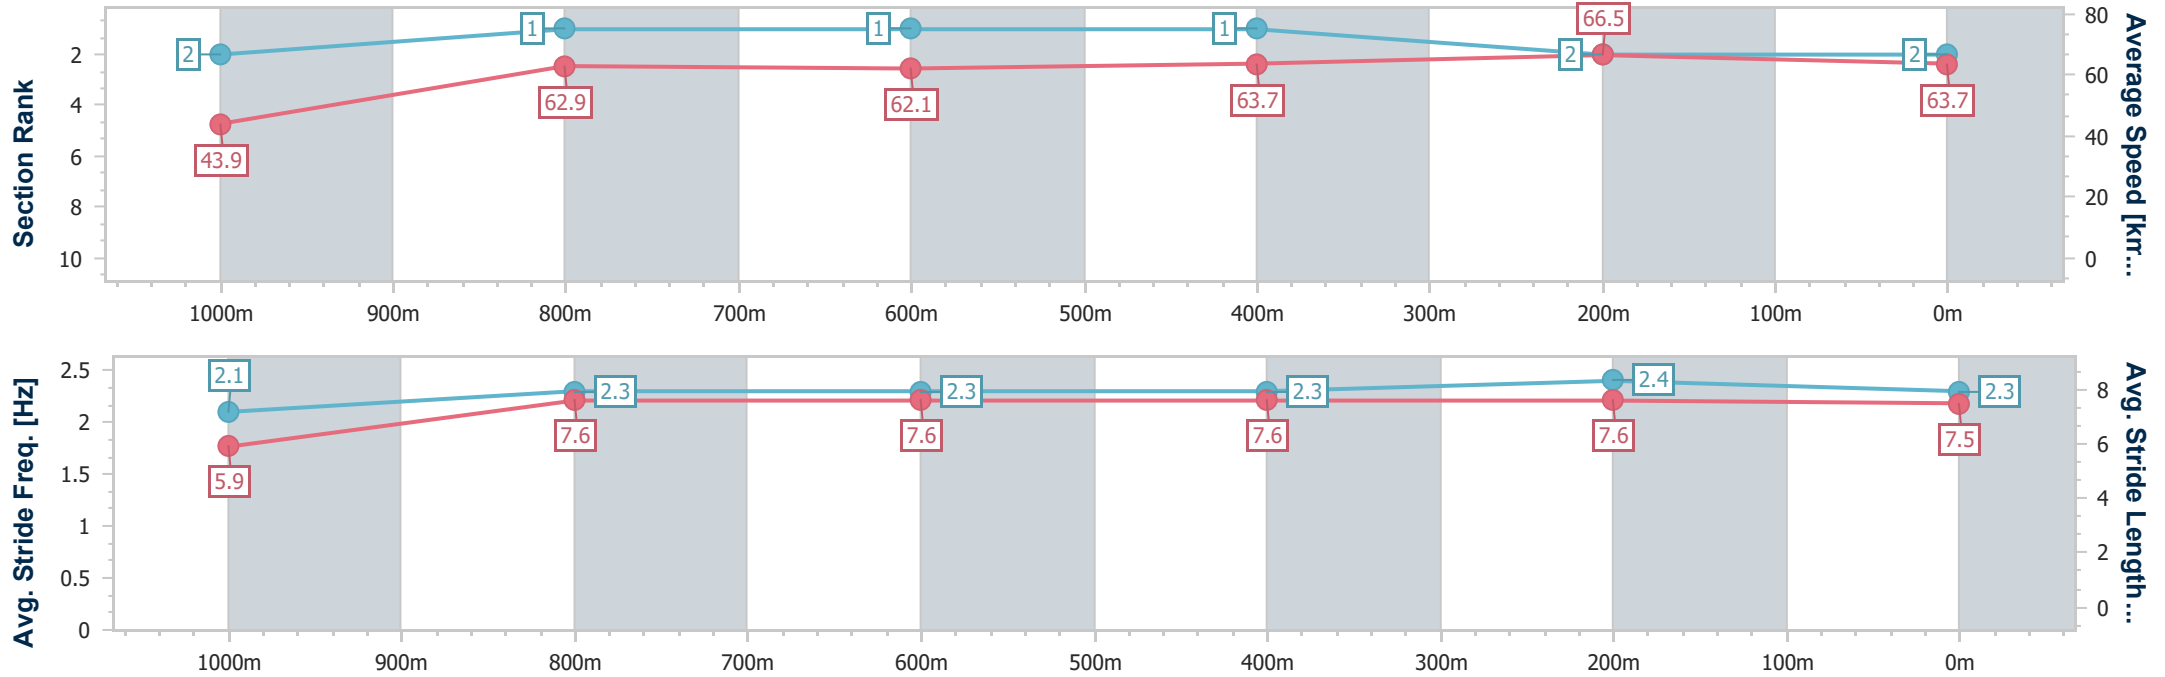 Section Rank
2
4
6
8
10
2
1
1
1
2
2
43.9
62.9
62.1
63.7
66.5
63.7
80
60
40
20
0
Average Speed [km...
1000m
900m
800m
700m
600m
500m
400m
300m
200m
100m
0m
Avg. Stride Freq. [Hz]
2.5
2
1.5
1
0.5
0
2.1
2.3
2.3
2.3
2.4
2.3
5.9
7.6
7.6
7.6
7.6
7.5
8
6
4
2
0
Avg. Stride Length...
1000m
900m
800m
700m
600m
500m
400m
300m
200m
100m
0m